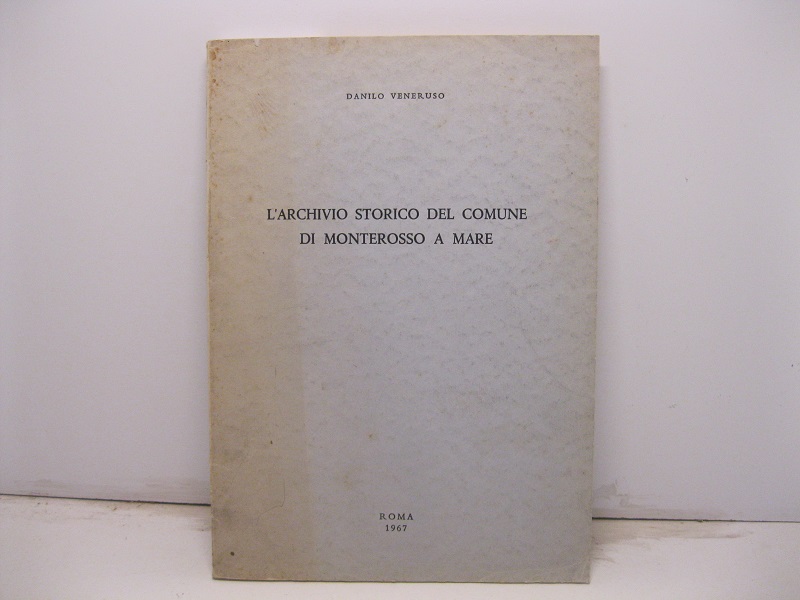 DANILO VENERUSO
L'ARCHIVIO STORICO DEL COMUNE
DI MONTEROSSO A MARE
ROMA
1967